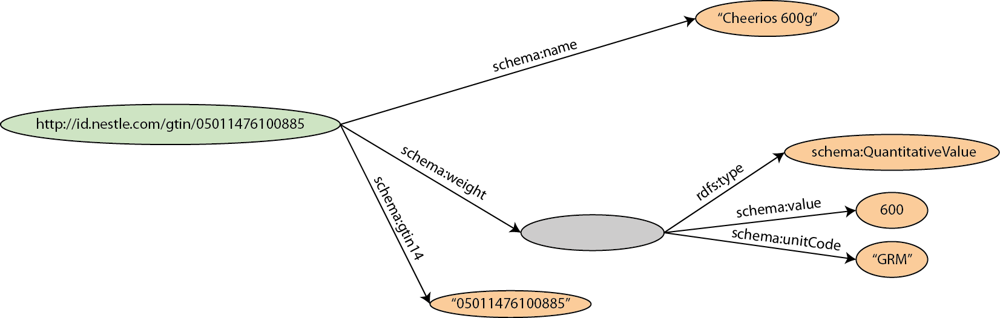 “Cheerios 600g”
schema:name
http://id.nestle.com/gtin/05011476100885
schema:weight
schema:gtin14
rdfs:type
schema:QuantitativeValue
schema:value
600
schema:unitCode
“GRM”
“05011476100885”